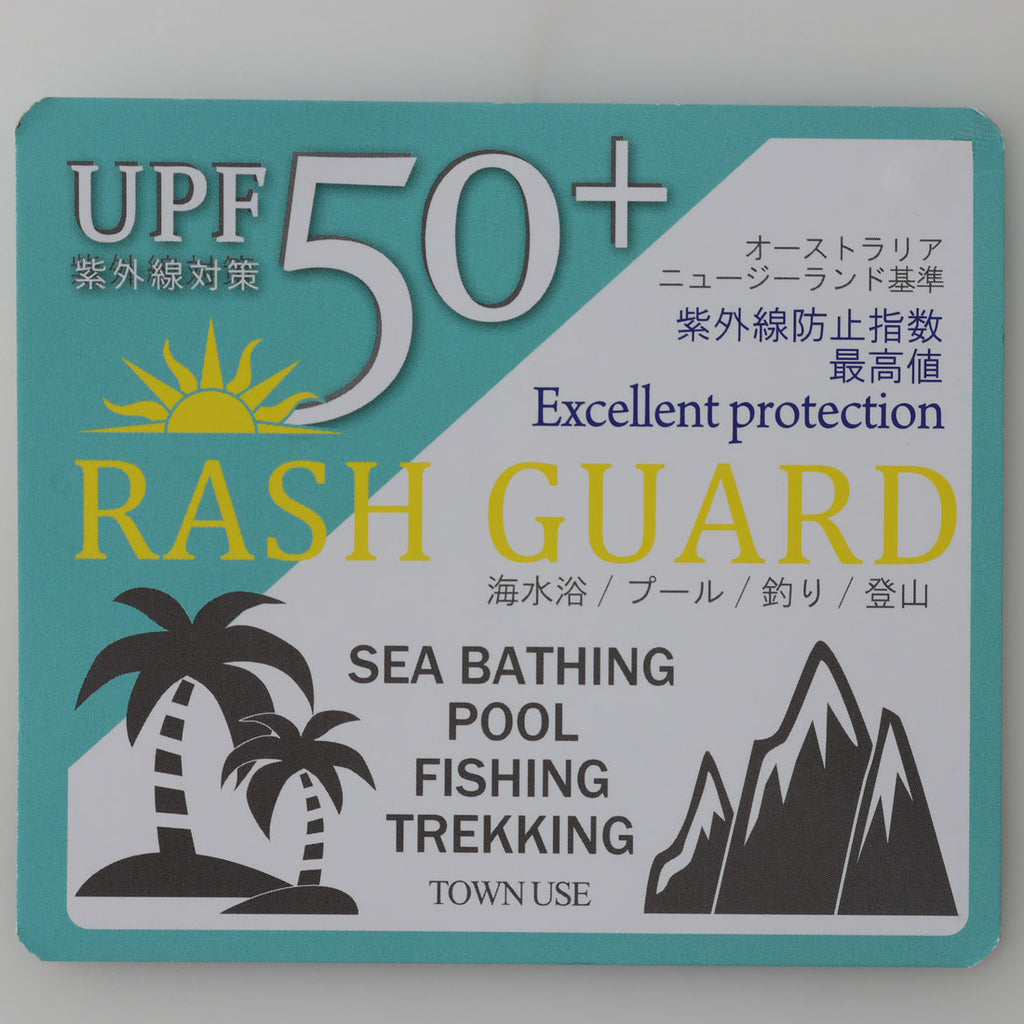 UPF 50+
紫外線対策
オーストラリア
ニュージーランド基準
紫外線防止指数
最高値
Excellent protection
RASH GUARD
海水浴 / プール / 釣り / 登山
SEA BATHING
POOL
FISHING
TREKKING
TOWN USE